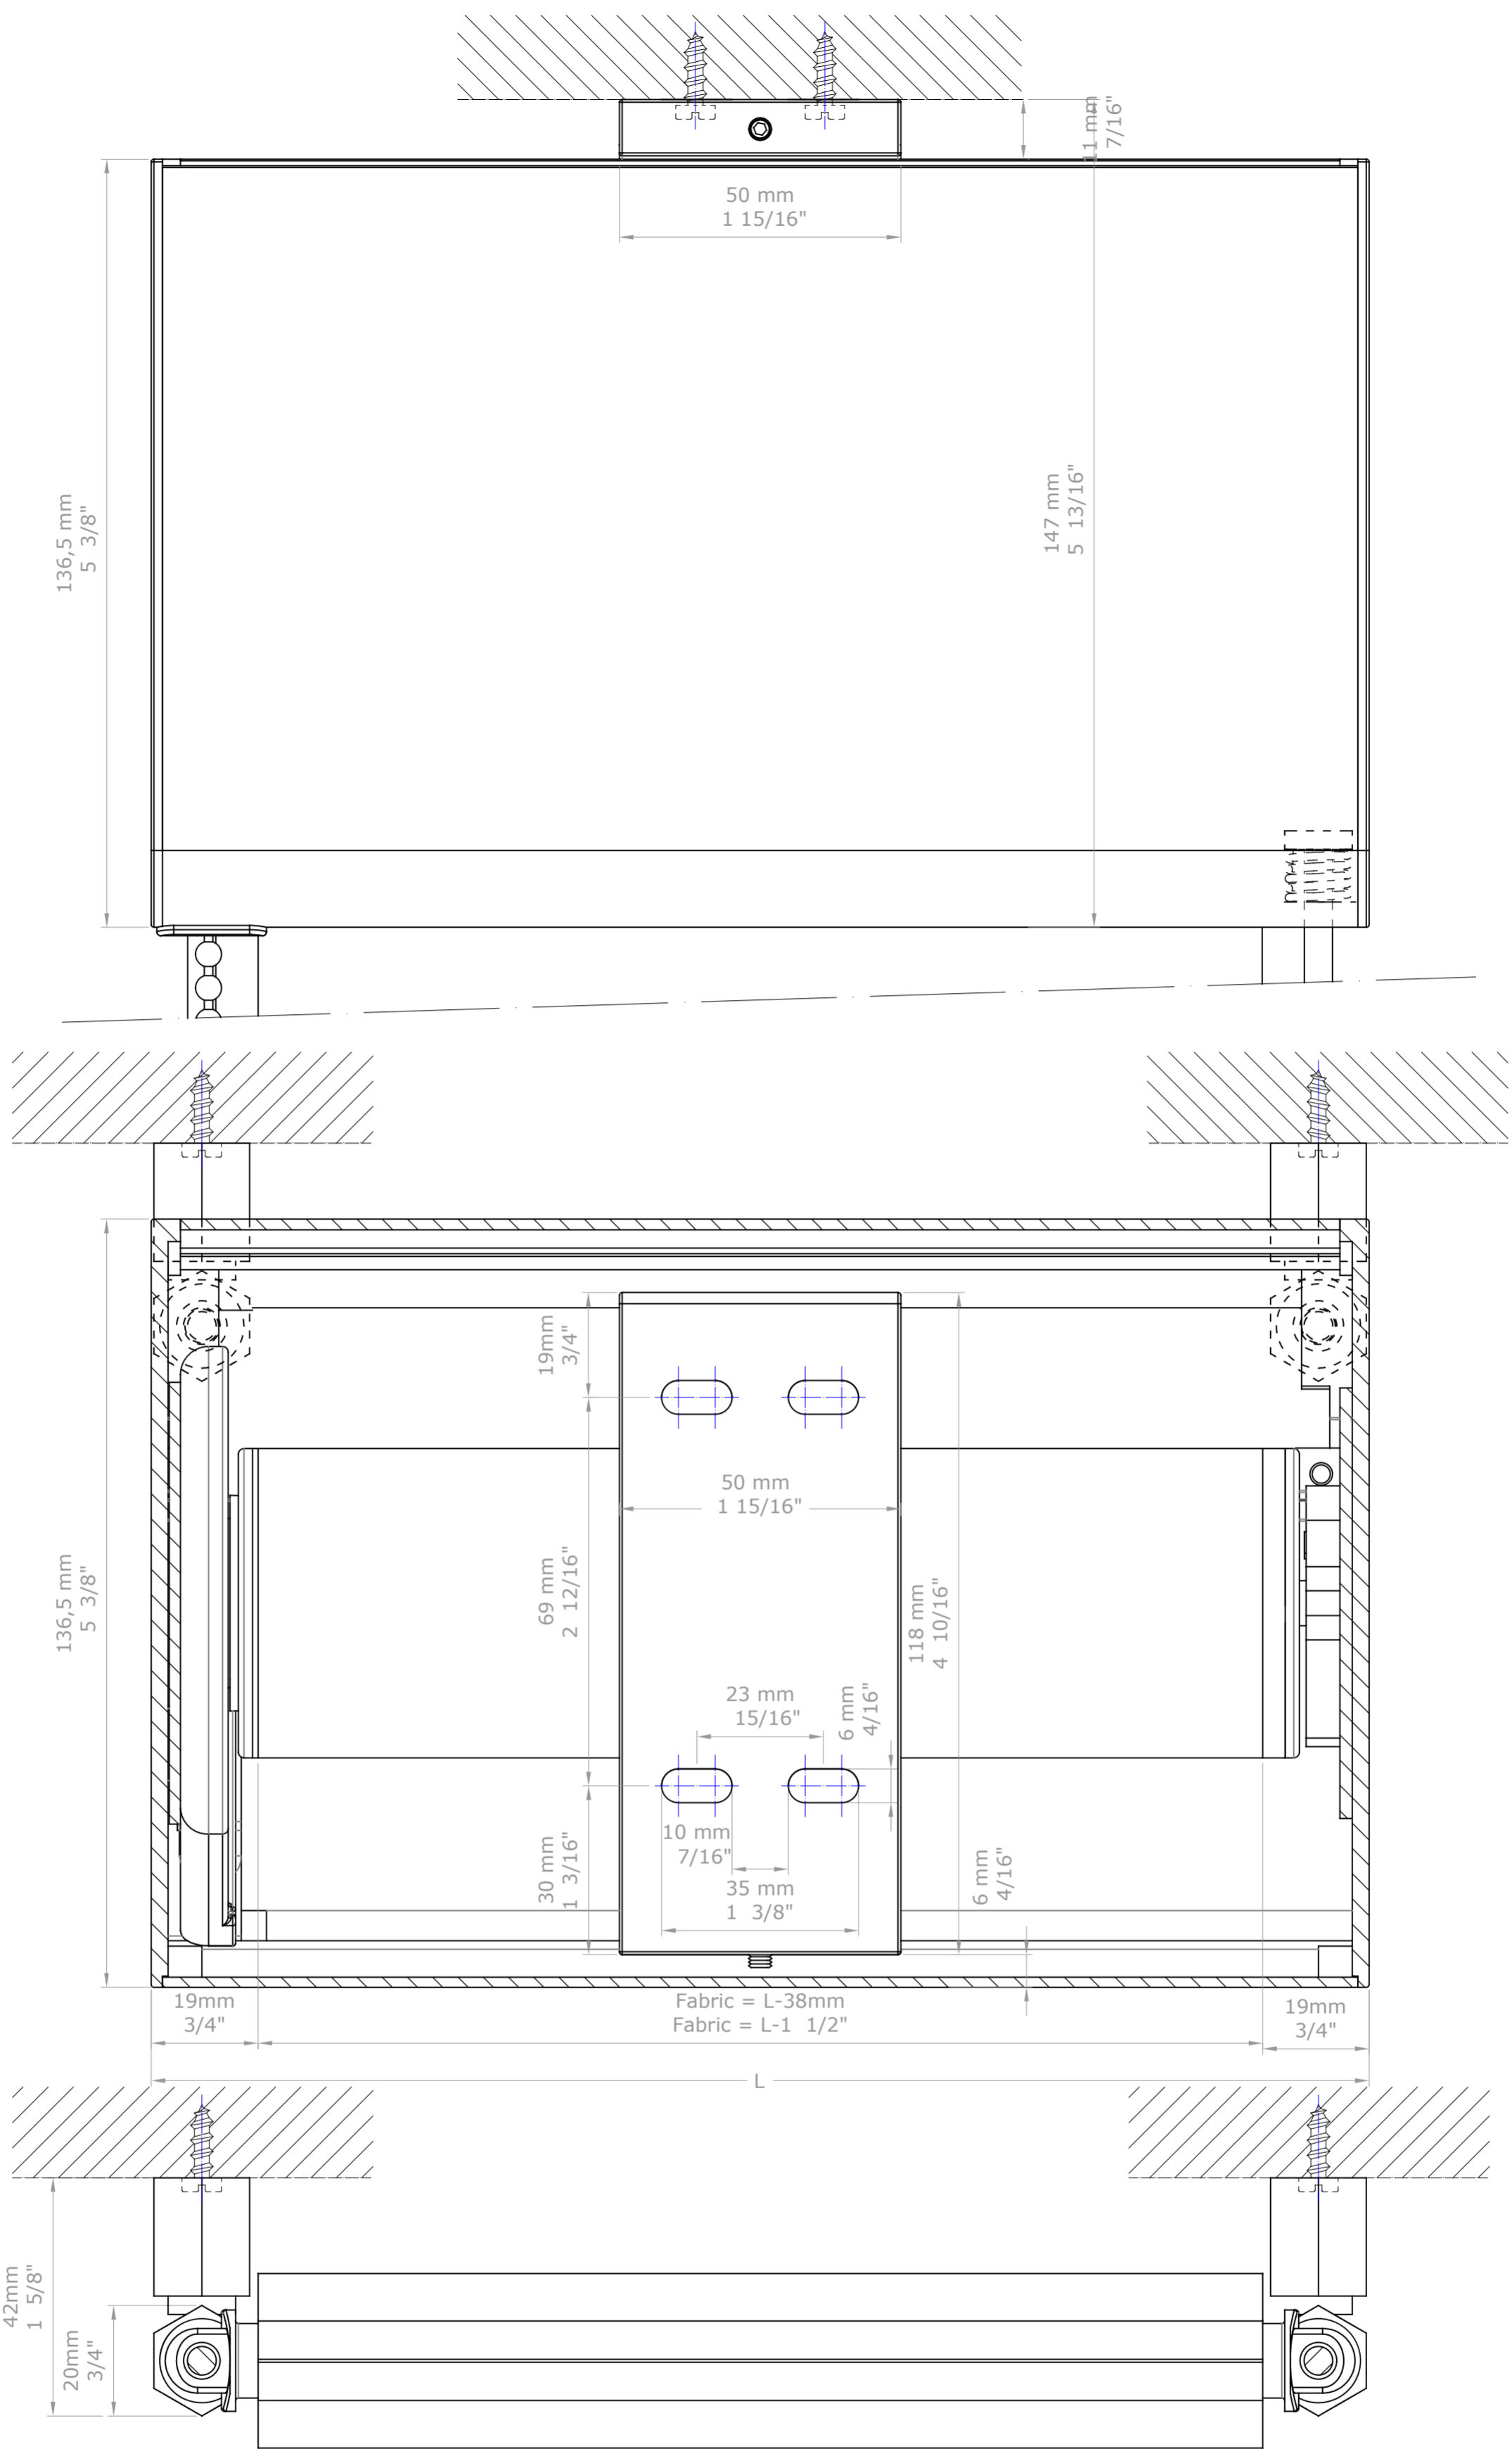 11 mm
7/16"
50 mm
1 15/16"
136,5 mm
5 3/8"
147 mm
5 13/16"
19mm
3/4"
50 mm
1 15/16"
136,5 mm
5 3/8"
69 mm
2 12/16"
118 mm
4 10/16"
23 mm
15/16"
6 mm
4/16"
10 mm
7/16"
30 mm
1 3/16"
35 mm
1 3/8"
6 mm
4/16"
19mm
3/4"
Fabric = L-38mm
Fabric = L-1 1/2"
19mm
3/4"
L
42mm
1 5/8"
20mm
3/4"